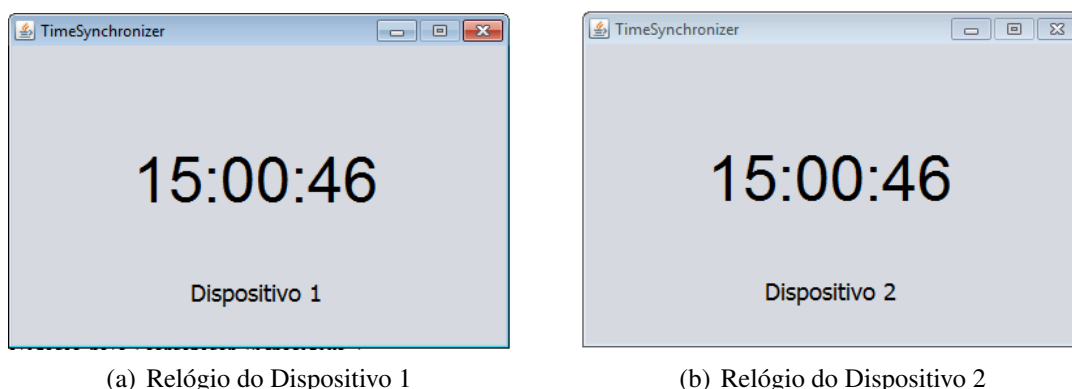 TimeSynchronizer
15:00:46
Dispositivo 1
(a) Relógio do Dispositivo 1
TimeSynchronizer
15:00:46
Dispositivo 2
(b) Relógio do Dispositivo 2